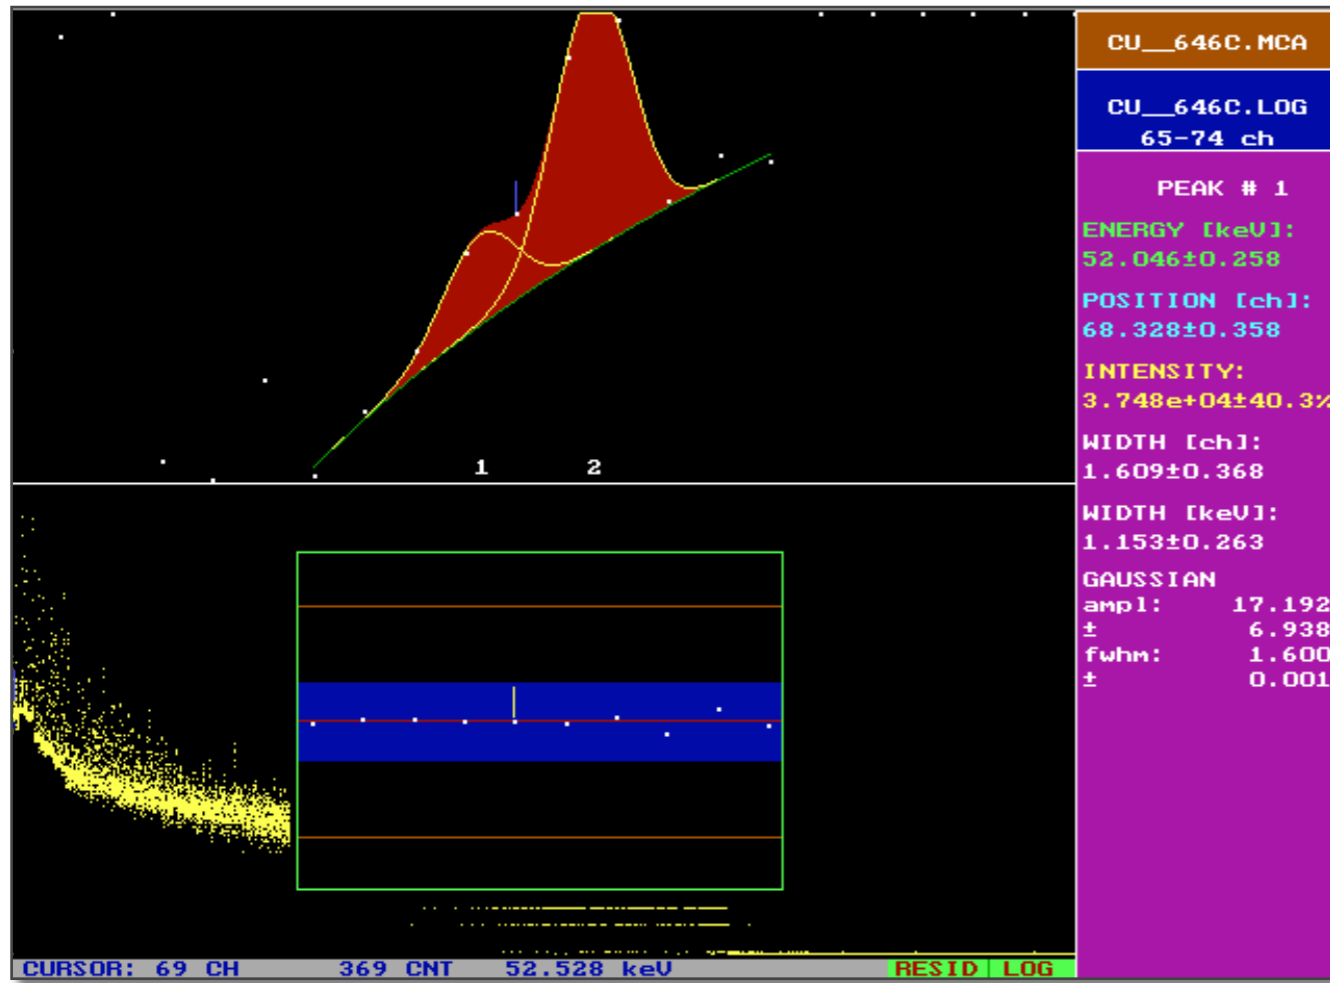 CU__646C.MCA
CU__646C.LOG
65-74 ch
PEAK # 1
ENERGY [keV]:
52.046±0.258
POSITION [ch]:
68.328±0.358
INTENSITY:
3.748e+04±40.3%
WIDTH [ch]:
1.609±0.368
WIDTH [keV]:
1.153±0.263
GAUSSIAN
ampl: 17.192
± 6.938
fwhm: 1.600
± 0.001
1 2
CURSOR: 69 CH 369 CNT 52.528 keV RESID LOG